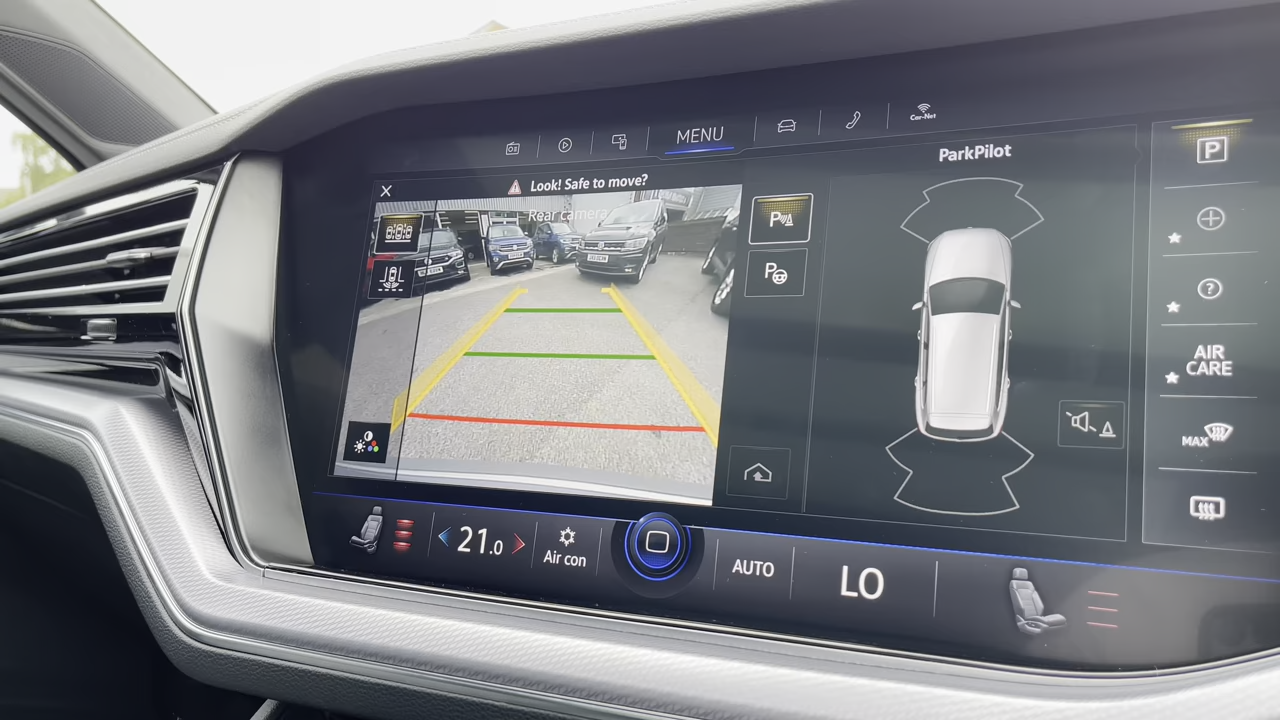 MENU
Car-Net
Look! Safe to move?
Rear camera
ParkPilot
P
P
P
?
AIR
CARE
MAX
21.0
Air con
AUTO
LO